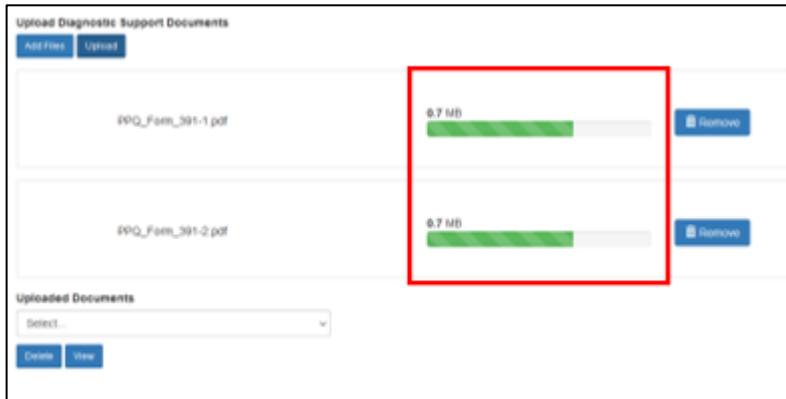 Upload Diagnostic Support Documents
Add Files Upload
PPQ_Form_391-1.pdf
0.7 MB
Remove
PPQ_Form_391-2.pdf
0.7 MB
Remove
Uploaded Documents
Select...
Delete View